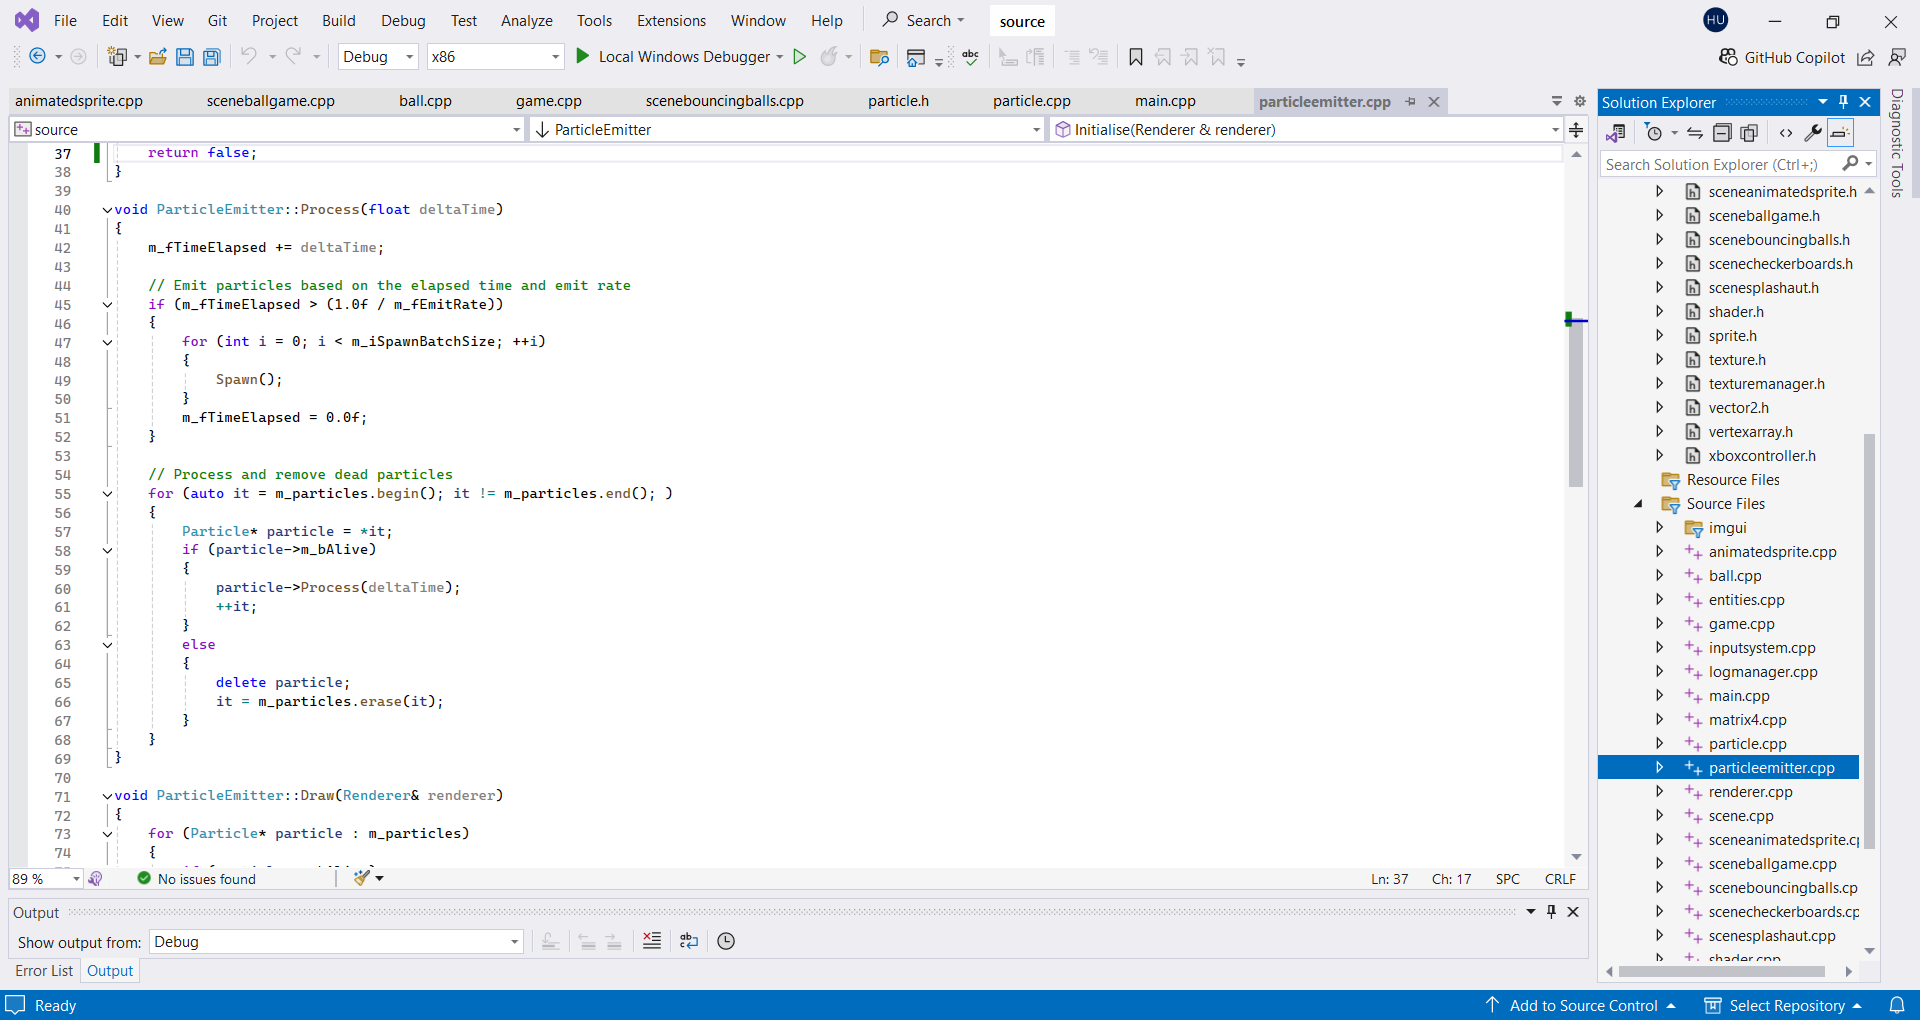 File Edit View Git Project Build Debug Test Analyze Tools Extensions Window Help Search source HU
Debug x86 Local Windows Debugger abc GitHub Copilot
animatedsprite.cpp sceneballgame.cpp ball.cpp game.cpp scenebouncingballs.cpp particle.h particle.cpp main.cpp particleemitter.cpp
source ParticleEmitter Initialise(Renderer & renderer)
37 return false;
38 }
39
40 void ParticleEmitter::Process(float deltaTime)
41 {
42 m_fTimeElapsed += deltaTime;
43
44 // Emit particles based on the elapsed time and emit rate
45 if (m_fTimeElapsed > (1.0f / m_fEmitRate))
46 {
47 for (int i = 0; i < m_iSpawnBatchSize; ++i)
48 {
49 Spawn();
50 }
51 m_fTimeElapsed = 0.0f;
52 }
53
54 // Process and remove dead particles
55 for (auto it = m_particles.begin(); it != m_particles.end(); )
56 {
57 Particle* particle = *it;
58 if (particle->m_bAlive)
59 {
60 particle->Process(deltaTime);
61 ++it;
62 }
63 else
64 {
65 delete particle;
66 it = m_particles.erase(it);
67 }
68 }
69 }
70
71 void ParticleEmitter::Draw(Renderer& renderer)
72 {
73 for (Particle* particle : m_particles)
74 {
89 % No issues found Ln: 37 Ch: 17 SPC CRLF
Output
Show output from: Debug
Error List Output
Solution Explorer
Search Solution Explorer (Ctrl+;)
sceneanimatedsprite.h
sceneballgame.h
scenebouncingballs.h
scenecheckerboards.h
scenesplashaut.h
shader.h
sprite.h
texture.h
texturemanager.h
vector2.h
vertexarray.h
xboxcontroller.h
Resource Files
Source Files
imgui
animatedsprite.cpp
ball.cpp
entities.cpp
game.cpp
inputsystem.cpp
logmanager.cpp
main.cpp
matrix4.cpp
particle.cpp
particleemitter.cpp
renderer.cpp
scene.cpp
sceneanimatedsprite.cp
sceneballgame.cpp
scenebouncingballs.cp
scenecheckerboards.cp
scenesplashaut.cpp
shader.cpp
Diagnostic Tools
Ready Add to Source Control Select Repository